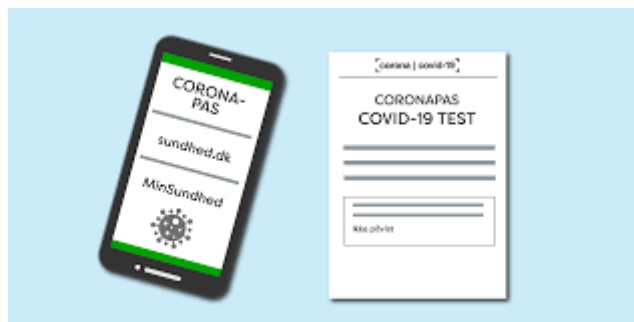 CORONA-
PAS
sundhed.dk
MinSundhed
[corona | covid-19]
CORONAPAS
COVID-19 TEST
Ikke påvist